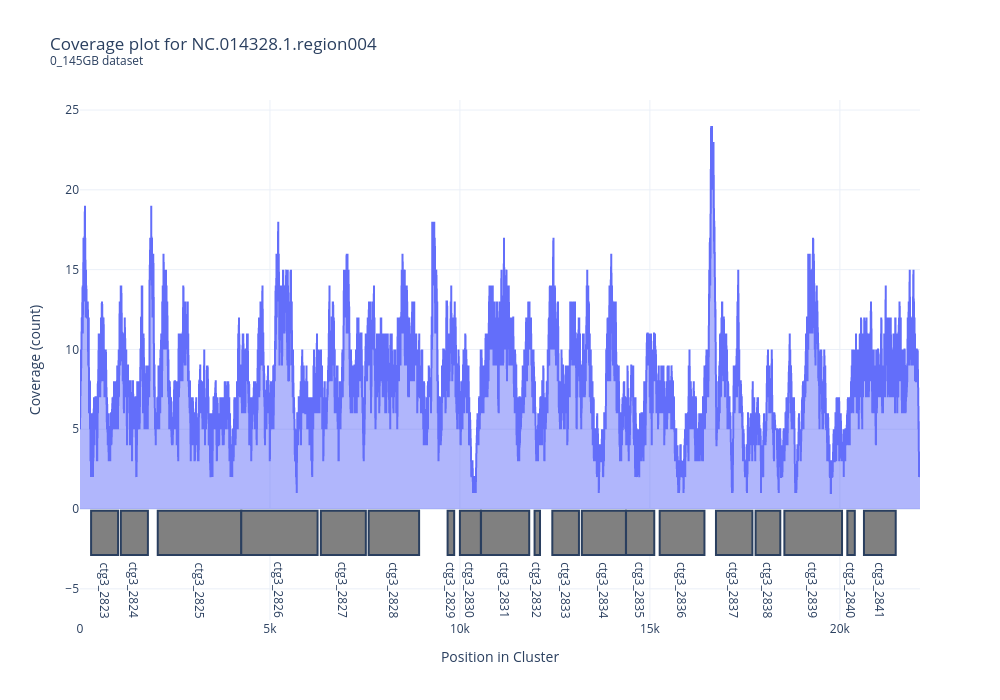 Coverage plot for NC.014328.1.region004
0_145GB dataset
25
20
15
10
5
0
−5
Coverage (count)
ctg3_2823
ctg3_2824
ctg3_2825
ctg3_2826
ctg3_2827
ctg3_2828
ctg3_2829
ctg3_2830
ctg3_2831
ctg3_2832
ctg3_2833
ctg3_2834
ctg3_2835
ctg3_2836
ctg3_2837
ctg3_2838
ctg3_2839
ctg3_2840
ctg3_2841
0 5k 10k 15k 20k
Position in Cluster